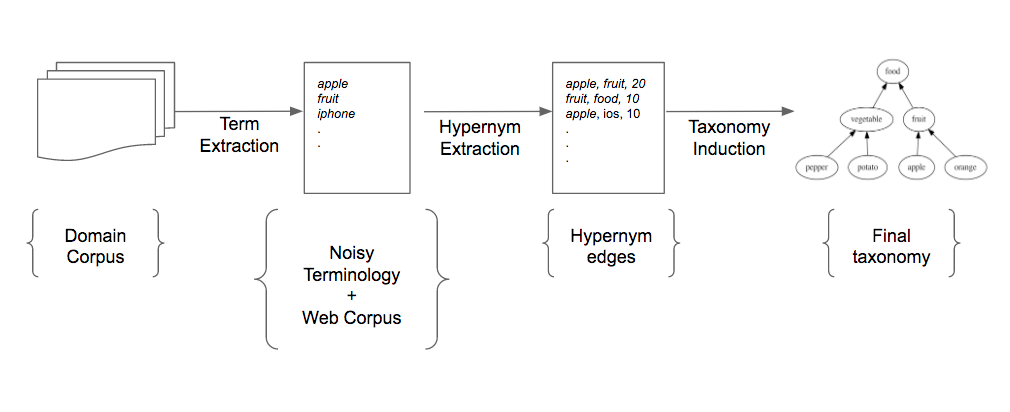 apple
fruit
iphone
.
.
apple, fruit, 20
fruit, food, 10
apple, ios, 10
.
.
.
food
vegetable
fruit
pepper
potato
apple
orange
Term
Extraction
Hypernym
Extraction
Taxonomy
Induction
Domain
Corpus
Noisy
Terminology
+
Web Corpus
Hypernym
edges
Final
taxonomy